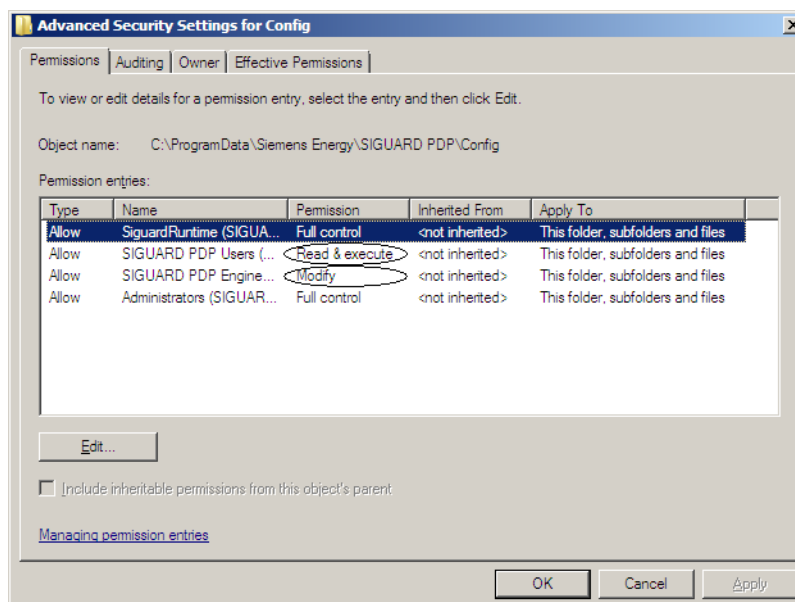 Advanced Security Settings for Config
Permissions Auditing Owner Effective Permissions
To view or edit details for a permission entry, select the entry and then click Edit.
Object name: C:\ProgramData\Siemens Energy\SIGUARD PDP\Config
Permission entries:
Type Name Permission Inherited From Apply To
Allow SiguardRuntime (SIGUA... Full control <not inherited> This folder, subfolders and files
Allow SIGUARD PDP Users (... Read & execute <not inherited> This folder, subfolders and files
Allow SIGUARD PDP Engine... Modify <not inherited> This folder, subfolders and files
Allow Administrators (SIGUAR... Full control <not inherited> This folder, subfolders and files
Edit...
Include inheritable permissions from this object's parent
Managing permission entries
OK Cancel Apply